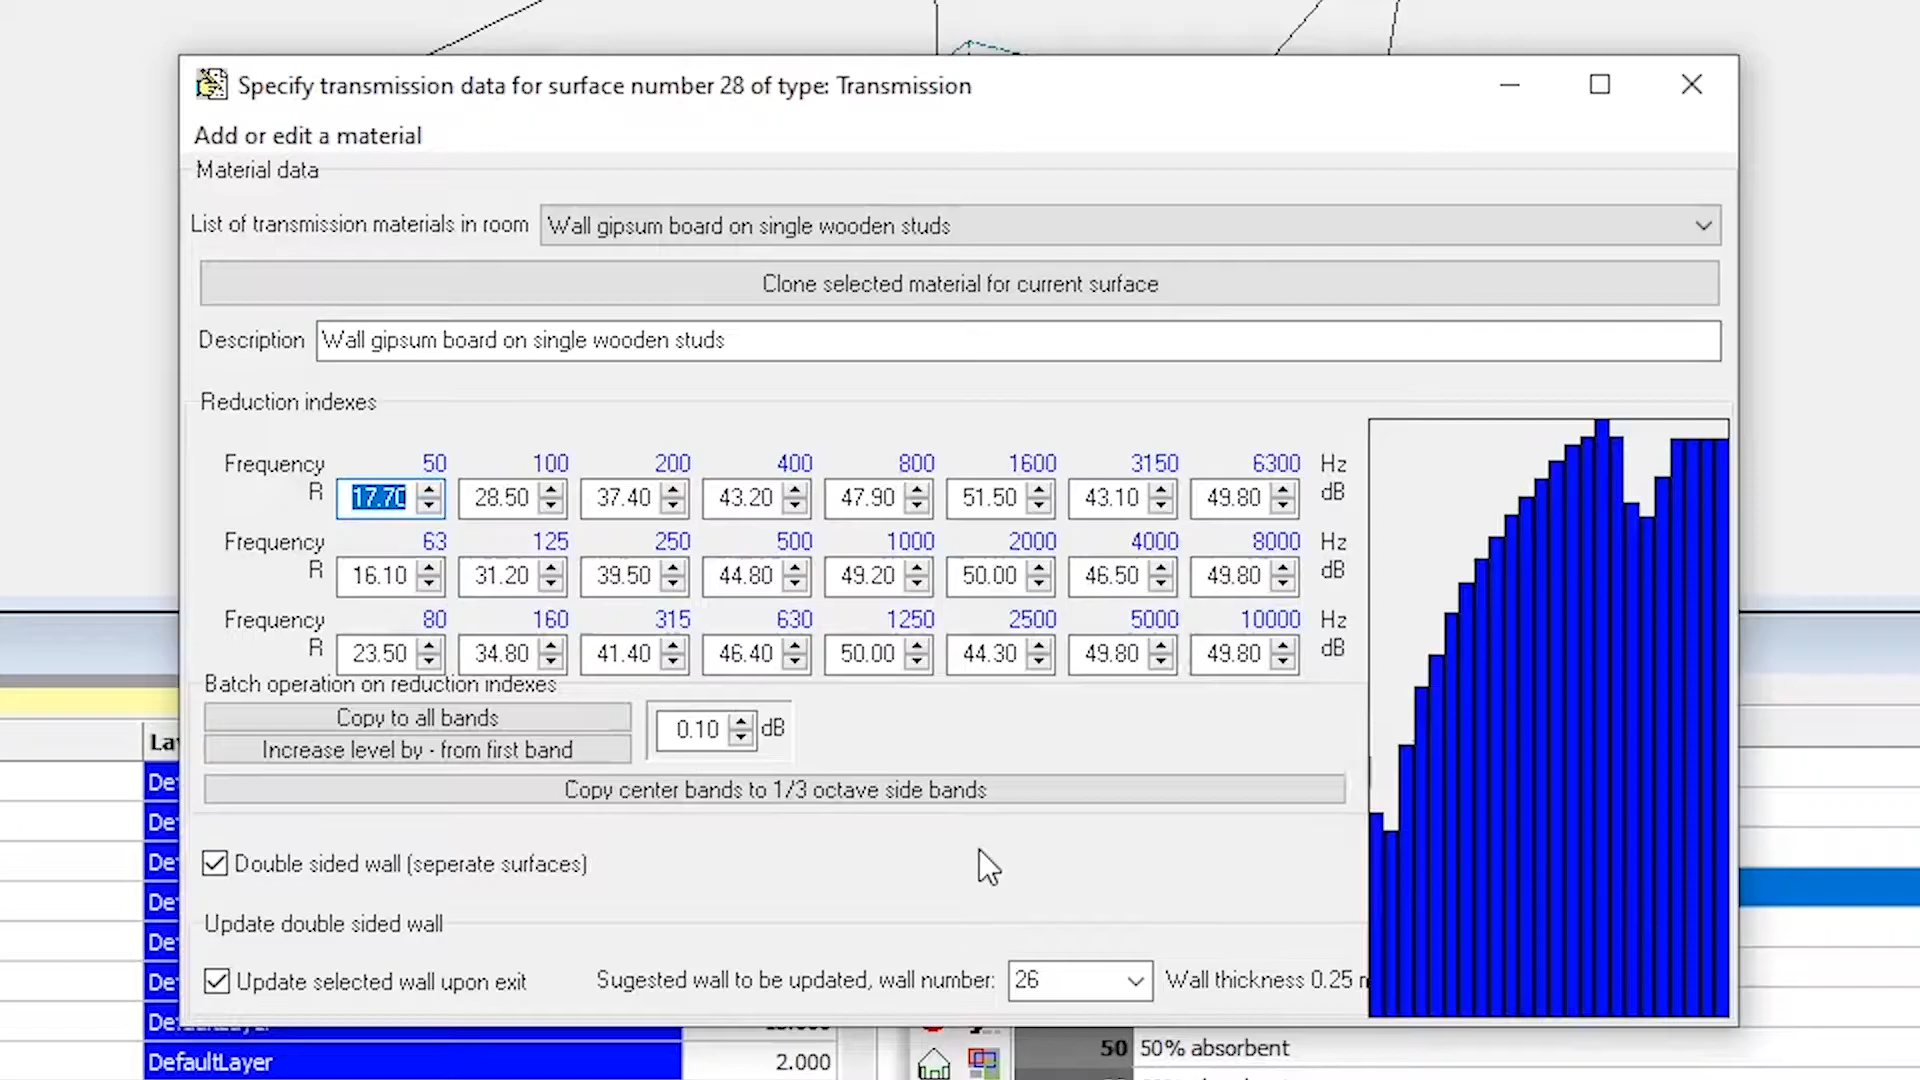 Specify transmission data for surface number 28 of type: Transmission
Add or edit a material
Material data
List of transmission materials in room Wall gipsum board on single wooden studs
Clone selected material for current surface
Description Wall gipsum board on single wooden studs
Reduction indexes
Frequency 50 100 200 400 800 1600 3150 6300 Hz
R 17.70 28.50 37.40 43.20 47.90 51.50 43.10 49.80 dB
Frequency 63 125 250 500 1000 2000 4000 8000 Hz
R 16.10 31.20 39.50 44.80 49.20 50.00 46.50 49.80 dB
Frequency 80 160 315 630 1250 2500 5000 10000 Hz
R 23.50 34.80 41.40 46.40 50.00 44.30 49.80 49.80 dB
Batch operation on reduction indexes
Copy to all bands
0.10 dB
Increase level by - from first band
Copy center bands to 1/3 octave side bands
Double sided wall (seperate surfaces)
Update double sided wall
Update selected wall upon exit Sugested wall to be updated, wall number: 26 Wall thickness 0.25
DefaultLayer 2.000
50 50% absorbent